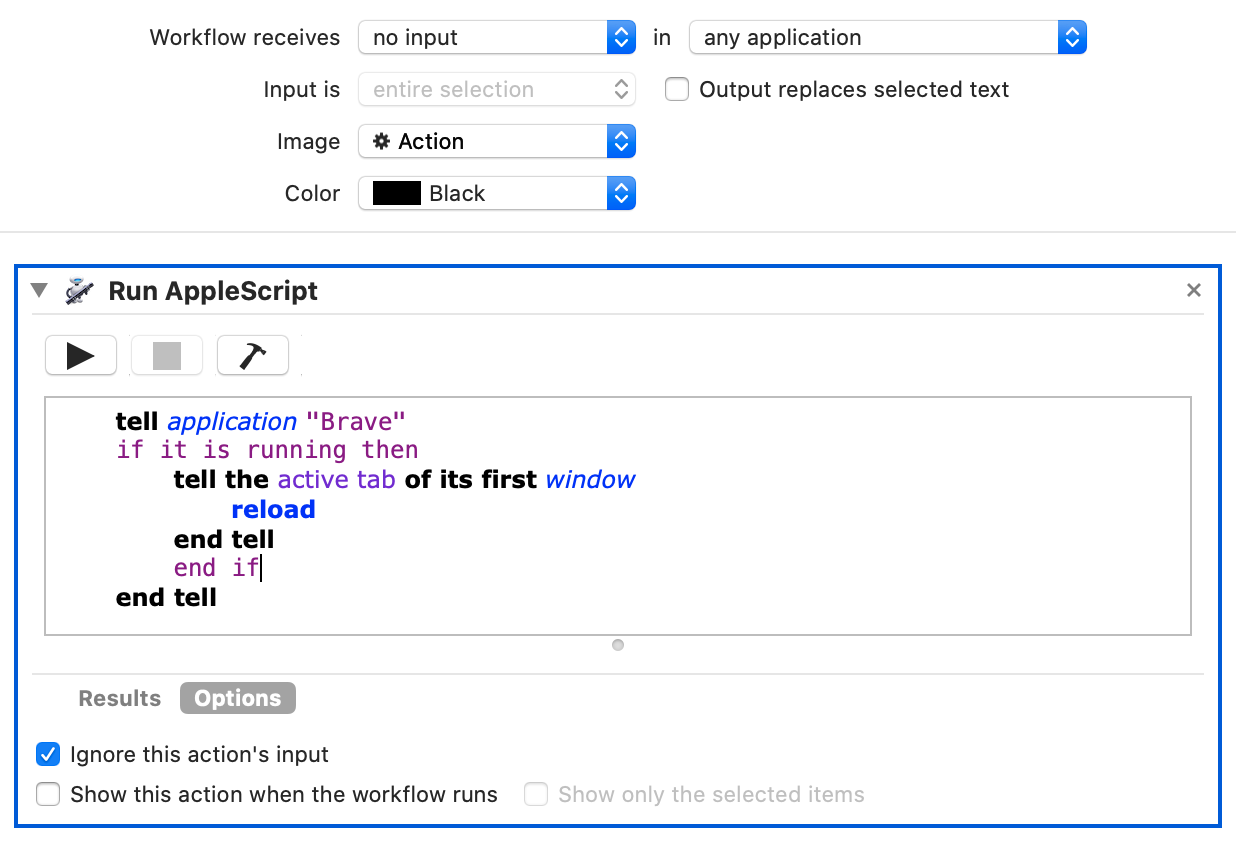 Workflow receives no input in any application
Input is entire selection Output replaces selected text
Image Action
Color Black
Run AppleScript
tell application "Brave"
if it is running then
tell the active tab of its first window
reload
end tell
end if
end tell
Results Options
Ignore this action's input
Show this action when the workflow runs Show only the selected items